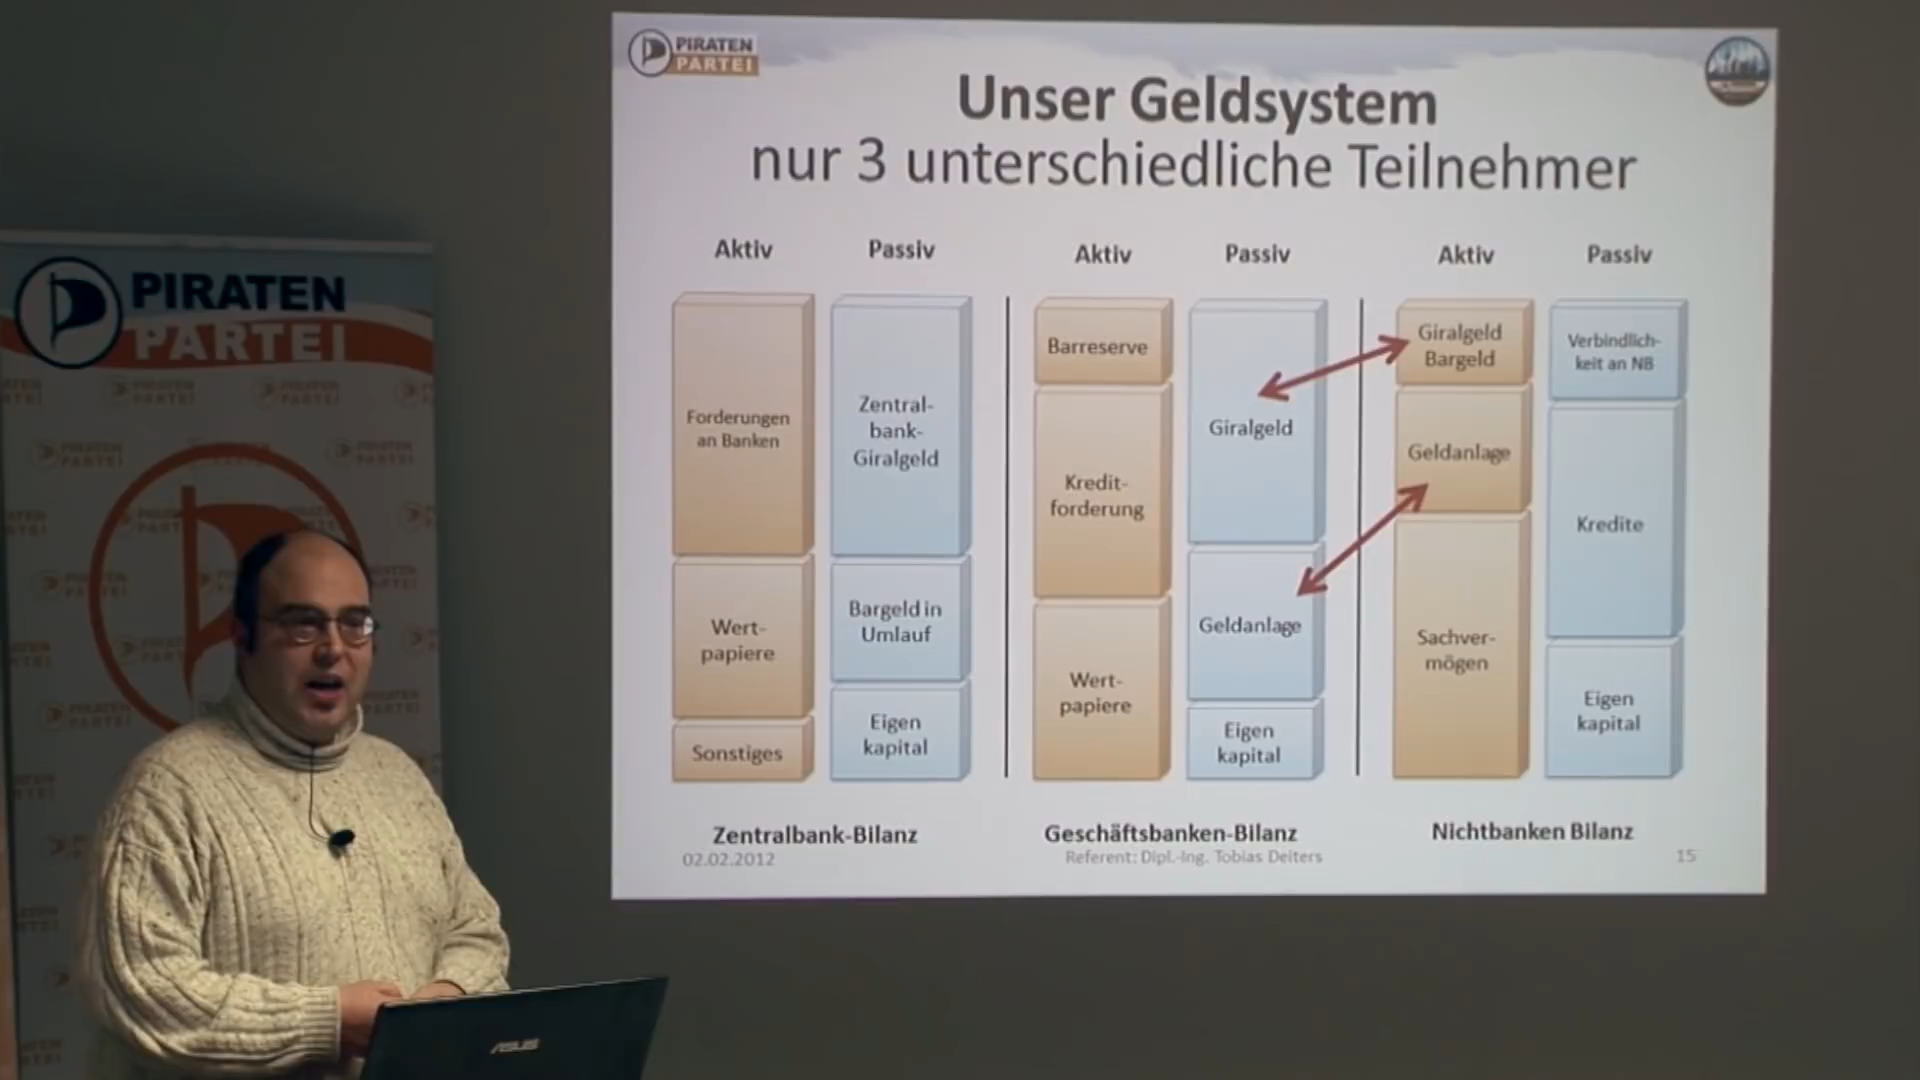 PIRATEN
PARTEI
Unser Geldsystem
nur 3 unterschiedliche Teilnehmer
Aktiv
Passiv
Aktiv
Passiv
Aktiv
Passiv
Forderungen
an Banken
Wert-
papiere
Sonstiges
Zentral-
bank-
Giralgeld
Bargeld in
Umlauf
Eigen
kapital
Barreserve
Kredit-
forderung
Wert-
papiere
Giralgeld
Geldanlage
Eigen
kapital
Giralgeld
Bargeld
Geldanlage
Sachver-
mögen
Verbindlich-
keit an NB
Kredite
Eigen
kapital
Zentralbank-Bilanz
Geschäftsbanken-Bilanz
Nichtbanken Bilanz
02.02.2012
Referent: Dipl.-Ing. Tobias Deiters
15
PIRATEN
PARTEI
ASUS